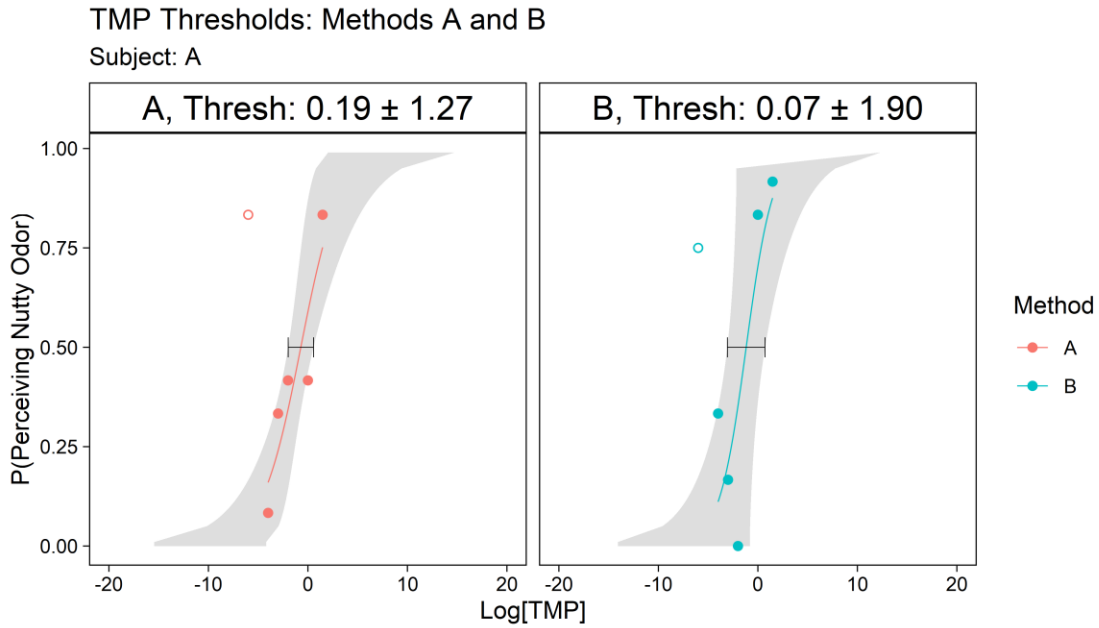 TMP Thresholds: Methods A and B
Subject: A
A, Thresh: 0.19 ± 1.27
B, Thresh: 0.07 ± 1.90
P(Perceiving Nutty Odor)
1.00
0.75
0.50
0.25
0.00
-20 -10 0 10 20
-20 -10 0 10 20
Log[TMP]
Method
A
B